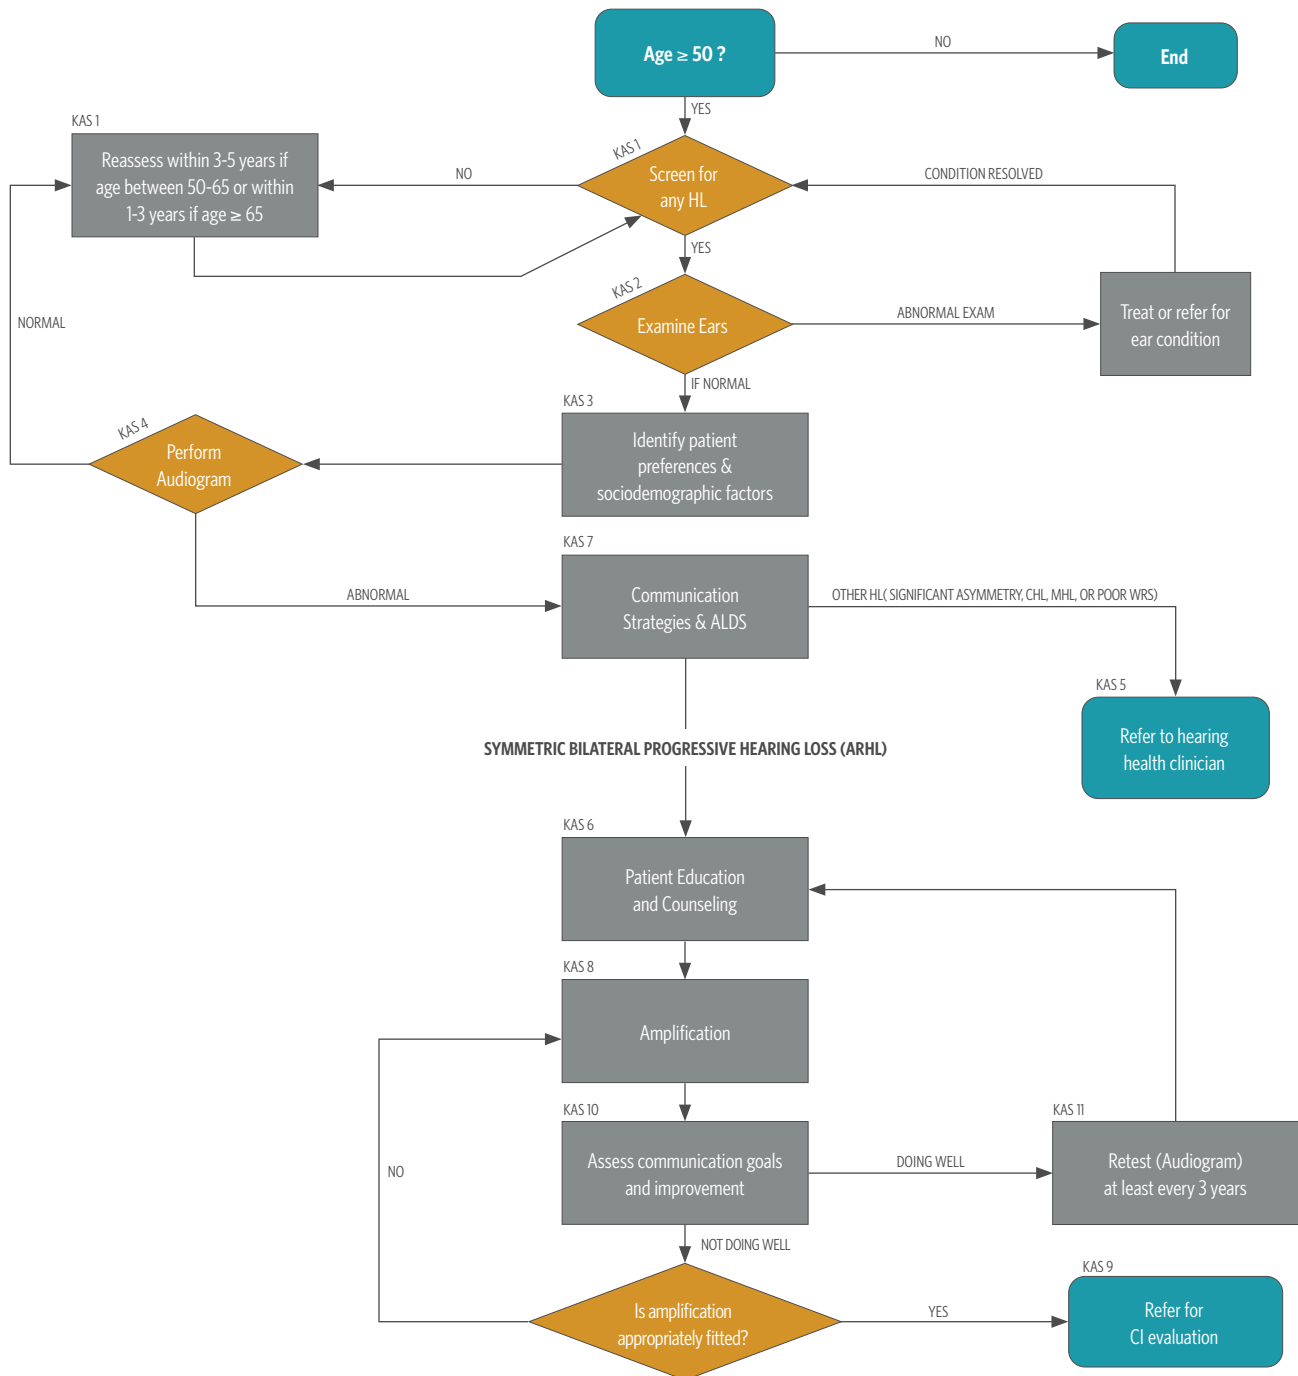 Age ≥ 50 ?
NO
End
YES
KAS 1
Reassess within 3-5 years if
age between 50-65 or within
1-3 years if age ≥ 65
NO
KAS 1
Screen for
any HL
CONDITION RESOLVED
YES
NORMAL
KAS 2
Examine Ears
ABNORMAL EXAM
Treat or refer for
ear condition
IF NORMAL
KAS 3
Identify patient
preferences &
sociodemographic factors
KAS 4
Perform
Audiogram
ABNORMAL
KAS 7
Communication
Strategies & ALDS
OTHER HL( SIGNIFICANT ASYMMETRY, CHL, MHL, OR POOR WRS)
KAS 5
Refer to hearing
health clinician
SYMMETRIC BILATERAL PROGRESSIVE HEARING LOSS (ARHL)
KAS 6
Patient Education
and Counseling
KAS 8
Amplification
KAS 10
Assess communication goals
and improvement
DOING WELL
KAS 11
Retest (Audiogram)
at least every 3 years
NO
NOT DOING WELL
Is amplification
appropriately fitted?
YES
KAS 9
Refer for
CI evaluation